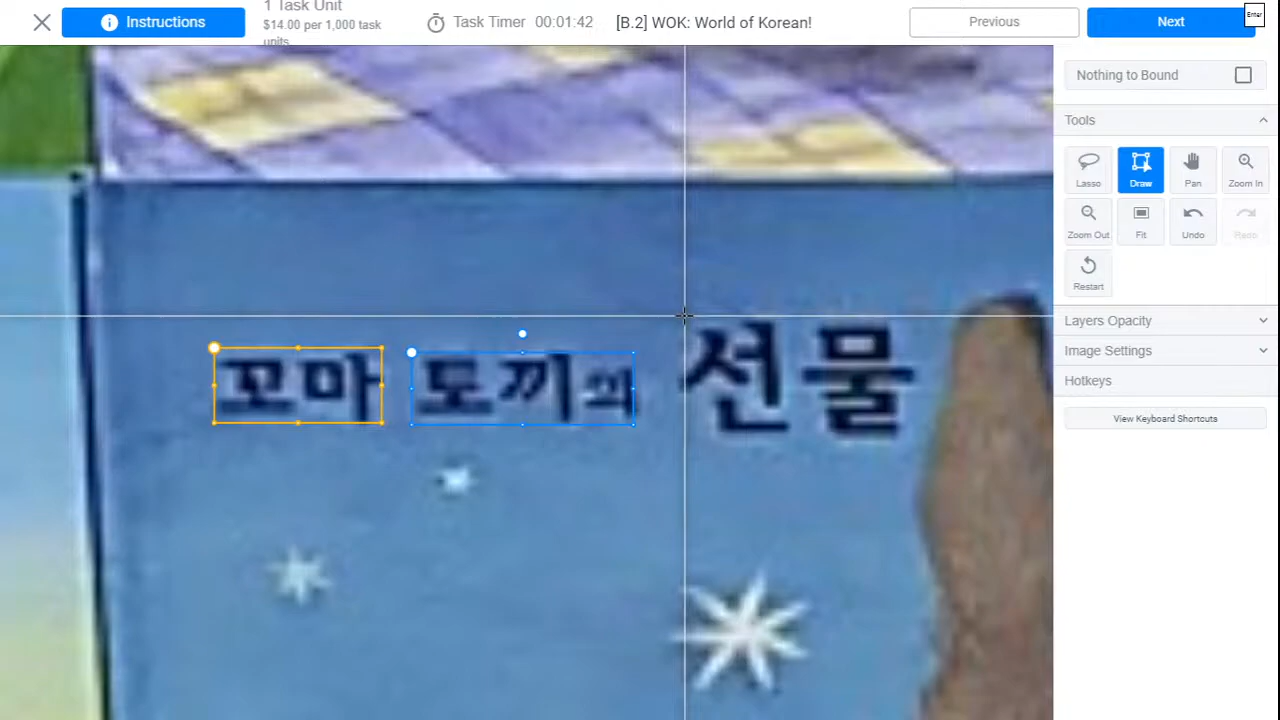 Instructions
1 Task Unit
$14.00 per 1,000 task units
Task Timer 00:01:42
[B.2] WOK: World of Korean!
Previous
Next
Enter
Nothing to Bound
Tools
Lasso Draw Pan Zoom In
Zoom Out Fit Undo Redo
Restart
Layers Opacity
Image Settings
Hotkeys
View Keyboard Shortcuts
꼬마 토끼의 선물